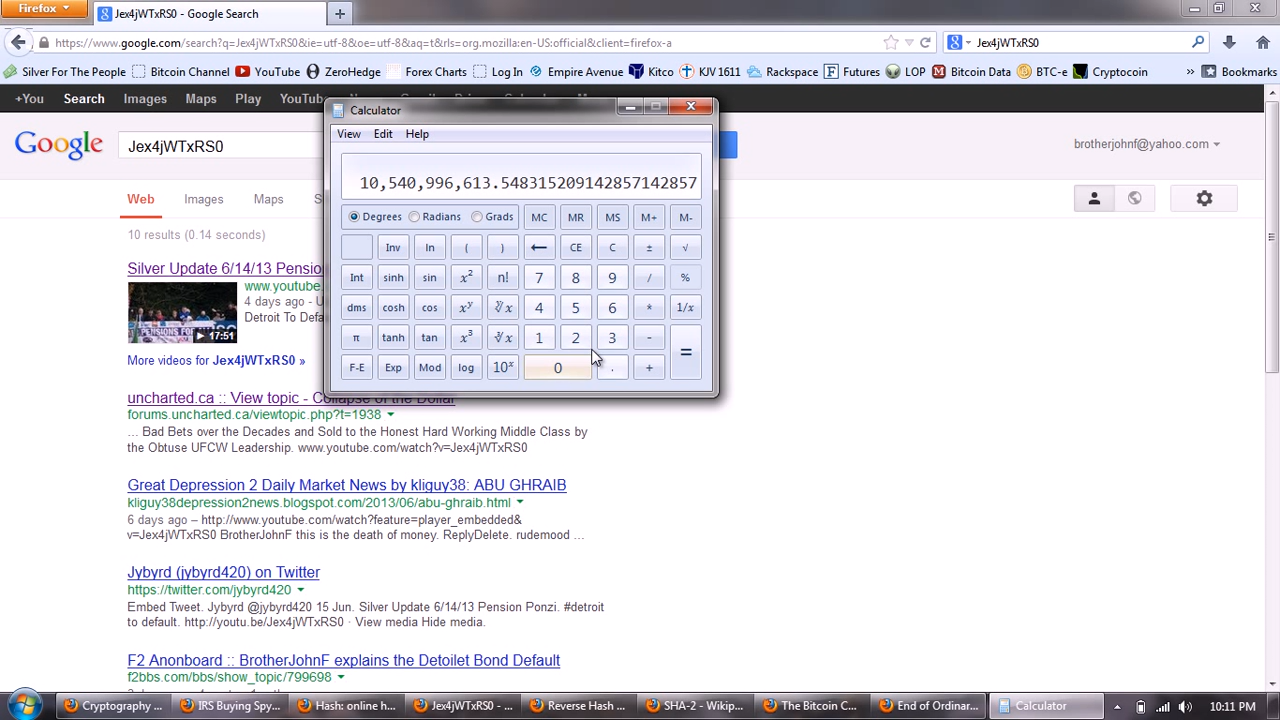 Firefox
Jex4jWTxRS0 - Google Search
https://www.google.com/search?q=Jex4jWTxRS0&ie=utf-8&oe=utf-8&aq=t&rls=org.mozilla:en-US:official&client=firefox-a
Jex4jWTxRS0
Silver For The People Bitcoin Channel YouTube ZeroHedge Forex Charts Log In Empire Avenue Kitco KJV 1611 Rackspace Futures LOP Bitcoin Data BTC-e Cryptocoin » Bookmarks
+You Search Images Maps Play
Calculator
View Edit Help
Google
Jex4jWTxRS0
brotherjohnf@yahoo.com
10,540,996,613.548315209142857142857
Web Images Maps
Degrees Radians Grads MC MR MS M+ M-
10 results (0.14 seconds)
Inv ln ( ) ← CE C ± √
Int sinh sin x² n! 7 8 9 / %
dms cosh cos xʸ ʸ√x 4 5 6 * 1/x
π tanh tan x³ ³√x 1 2 3 - =
F-E Exp Mod log 10ˣ 0 . +
Silver Update 6/14/13 Pension
www.youtube.
4 days ago - U
Detroit To Defau
17:51
More videos for Jex4jWTxRS0 »
uncharted.ca :: View topic - Collapse of the Dollar
forums.uncharted.ca/viewtopic.php?t=1938
... Bad Bets over the Decades and Sold to the Honest Hard Working Middle Class by
the Obtuse UFCW Leadership. www.youtube.com/watch?v=Jex4jWTxRS0
Great Depression 2 Daily Market News by kliguy38: ABU GHRAIB
kliguy38depression2news.blogspot.com/2013/06/abu-ghraib.html
6 days ago – http://www.youtube.com/watch?feature=player_embedded&
v=Jex4jWTxRS0 BrotherJohnF this is the death of money. ReplyDelete. rudemood ...
Jybyrd (jybyrd420) on Twitter
https://twitter.com/jybyrd420
Embed Tweet. Jybyrd @jybyrd420 15 Jun. Silver Update 6/14/13 Pension Ponzi. #detroit
to default. http://youtu.be/Jex4jWTxRS0 · View media Hide media.
F2 Anonboard :: BrotherJohnF explains the Detoilet Bond Default
f2bbs.com/bbs/show_topic/799698
Cryptography ... IRS Buying Spy... Hash: online h... Jex4jWTxRS0 - ... Reverse Hash ... SHA-2 - Wikip... The Bitcoin C... End of Ordinar... Calculator 10:11 PM